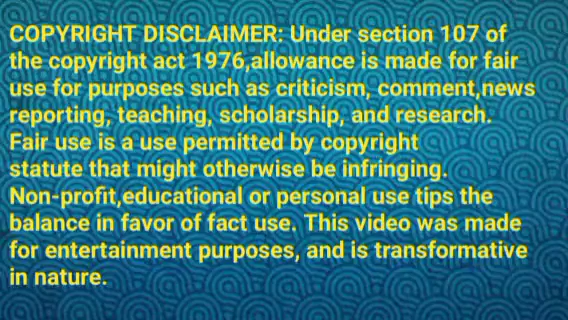 COPYRIGHT DISCLAIMER: Under section 107 of
the copyright act 1976,allowance is made for fair
use for purposes such as criticism, comment,news
reporting, teaching, scholarship, and research.
Fair use is a use permitted by copyright
statute that might otherwise be infringing.
Non-profit,educational or personal use tips the
balance in favor of fact use. This video was made
for entertainment purposes, and is transformative
in nature.